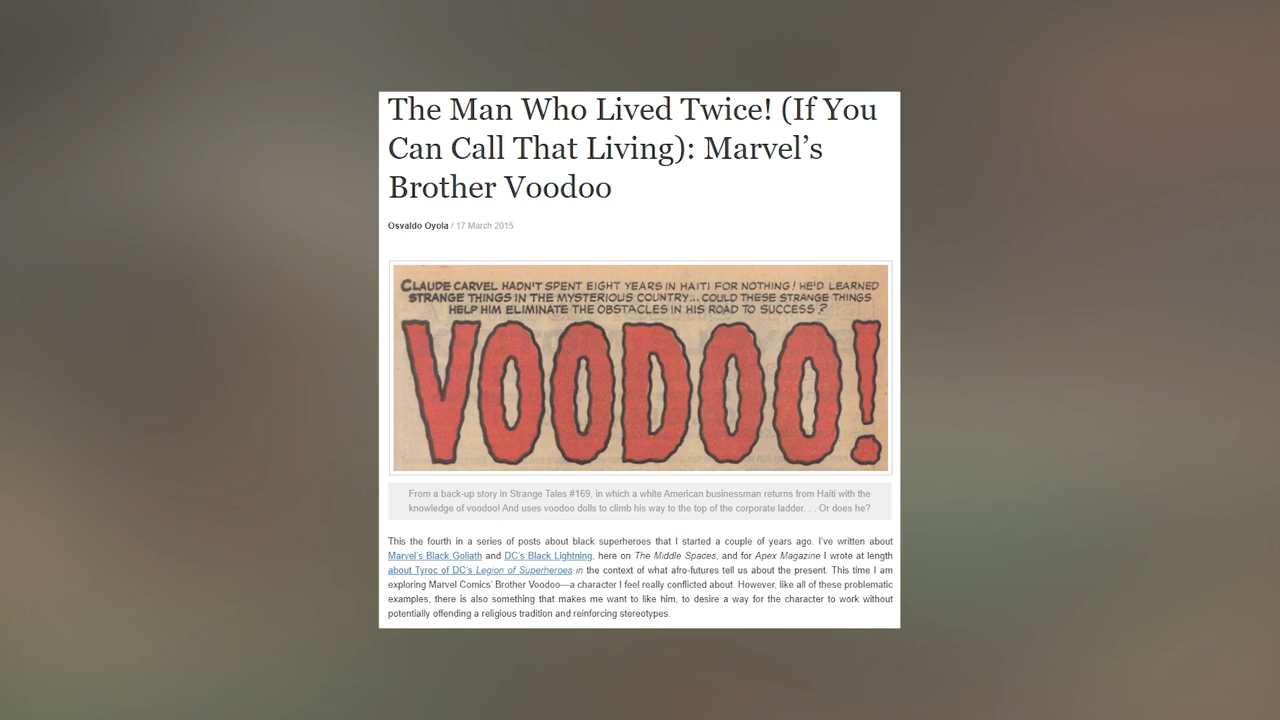 The Man Who Lived Twice! (If You
Can Call That Living): Marvel’s
Brother Voodoo
Osvaldo Oyola / 17 March 2015
CLAUDE CARVEL HADN'T SPENT EIGHT YEARS IN HAITI FOR NOTHING! HE'D LEARNED
STRANGE THINGS IN THE MYSTERIOUS COUNTRY... COULD THESE STRANGE THINGS
HELP HIM ELIMINATE THE OBSTACLES IN HIS ROAD TO SUCCESS?
VOODOO!
From a back-up story in Strange Tales #169, in which a white American businessman returns from Haiti with the
knowledge of voodoo! And uses voodoo dolls to climb his way to the top of the corporate ladder. . . Or does he?
This the fourth in a series of posts about black superheroes that I started a couple of years ago. I’ve written about
Marvel’s Black Goliath and DC’s Black Lightning, here on The Middle Spaces, and for Apex Magazine I wrote at length
about Tyroc of DC’s Legion of Superheroes in the context of what afro-futures tell us about the present. This time I am
exploring Marvel Comics’ Brother Voodoo—a character I feel really conflicted about. However, like all of these problematic
examples, there is also something that makes me want to like him, to desire a way for the character to work without
potentially offending a religious tradition and reinforcing stereotypes.